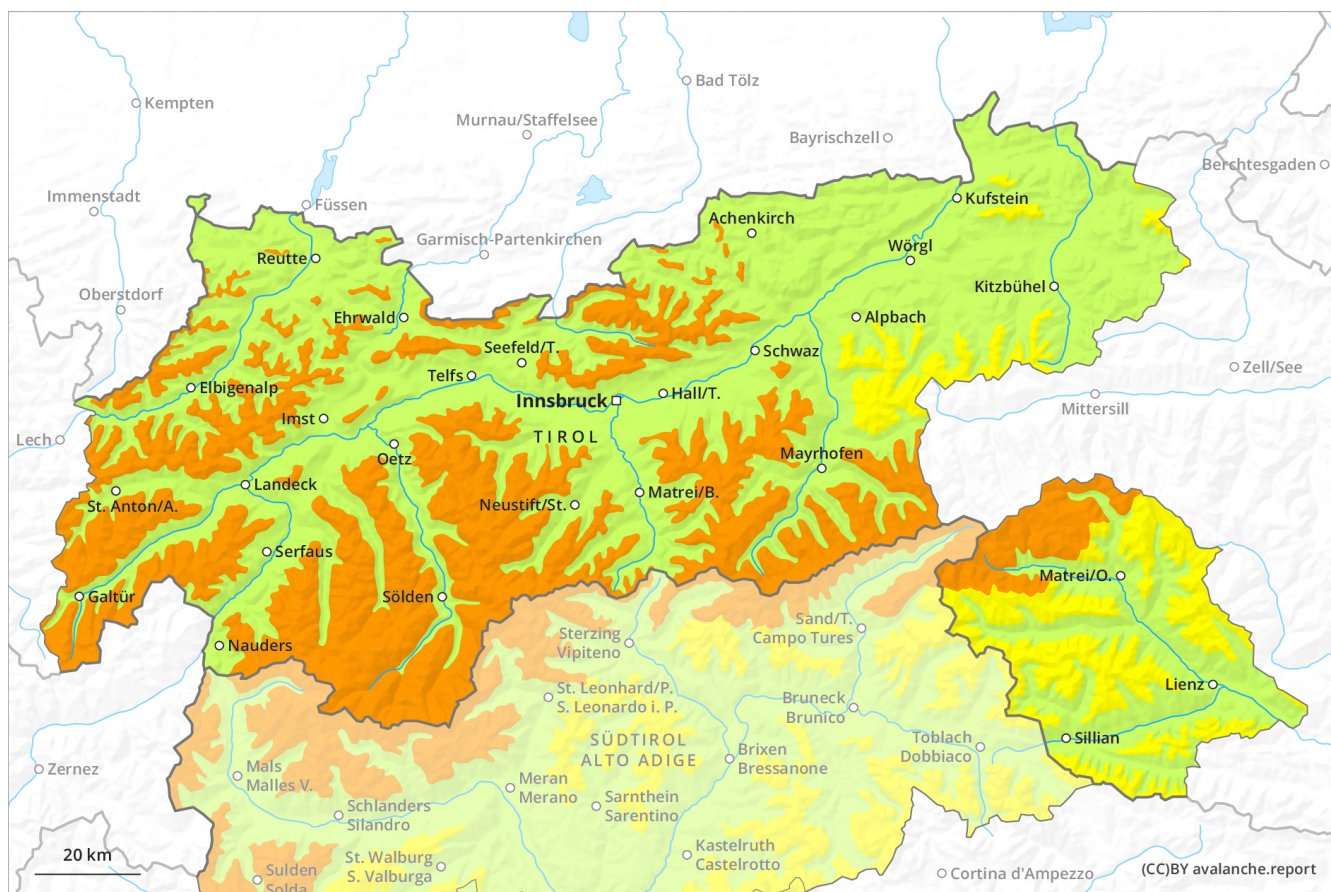 Bad Tölz
Kempten
Murnau/Staffelsee
Bayrischzell
Berchtesgaden
Immenstadt
Füssen
Kufstein
Achenkirch
Garmisch-Partenkirchen
Wörgl
Reutte
Oberstdorf
Kitzbühel
Ehrwald
Alpbach
Seefeld/T.
Schwaz
Zell/See
Telfs
Elbigenalp
Innsbruck
Hall/T.
Mittersill
Imst
Lech
TIROL
Oetz
Mayrhofen
Landeck
Matrei/B.
St. Anton/A.
Neustift/St.
Serfaus
Matrei/O.
Galtür
Sölden
Sterzing
Vipiteno
Sand/T.
Campo Tures
Nauders
Lienz
St. Leonhard/P.
S. Leonardo i. P.
Bruneck
Brunico
Sillian
SÜDTIROL
ALTO ADIGE
Toblach
Dobbiaco
Brixen
Bressanone
Zernez
Mals
Malles V.
Meran
Merano
Sarnthein
Sarentino
Schlanders
Silandro
20 km
St. Walburg
S. Valburga
Kastelruth
Castelrotto
Sulden
Solda
Cortina d'Ampezzo
(CC)BY avalanche.report